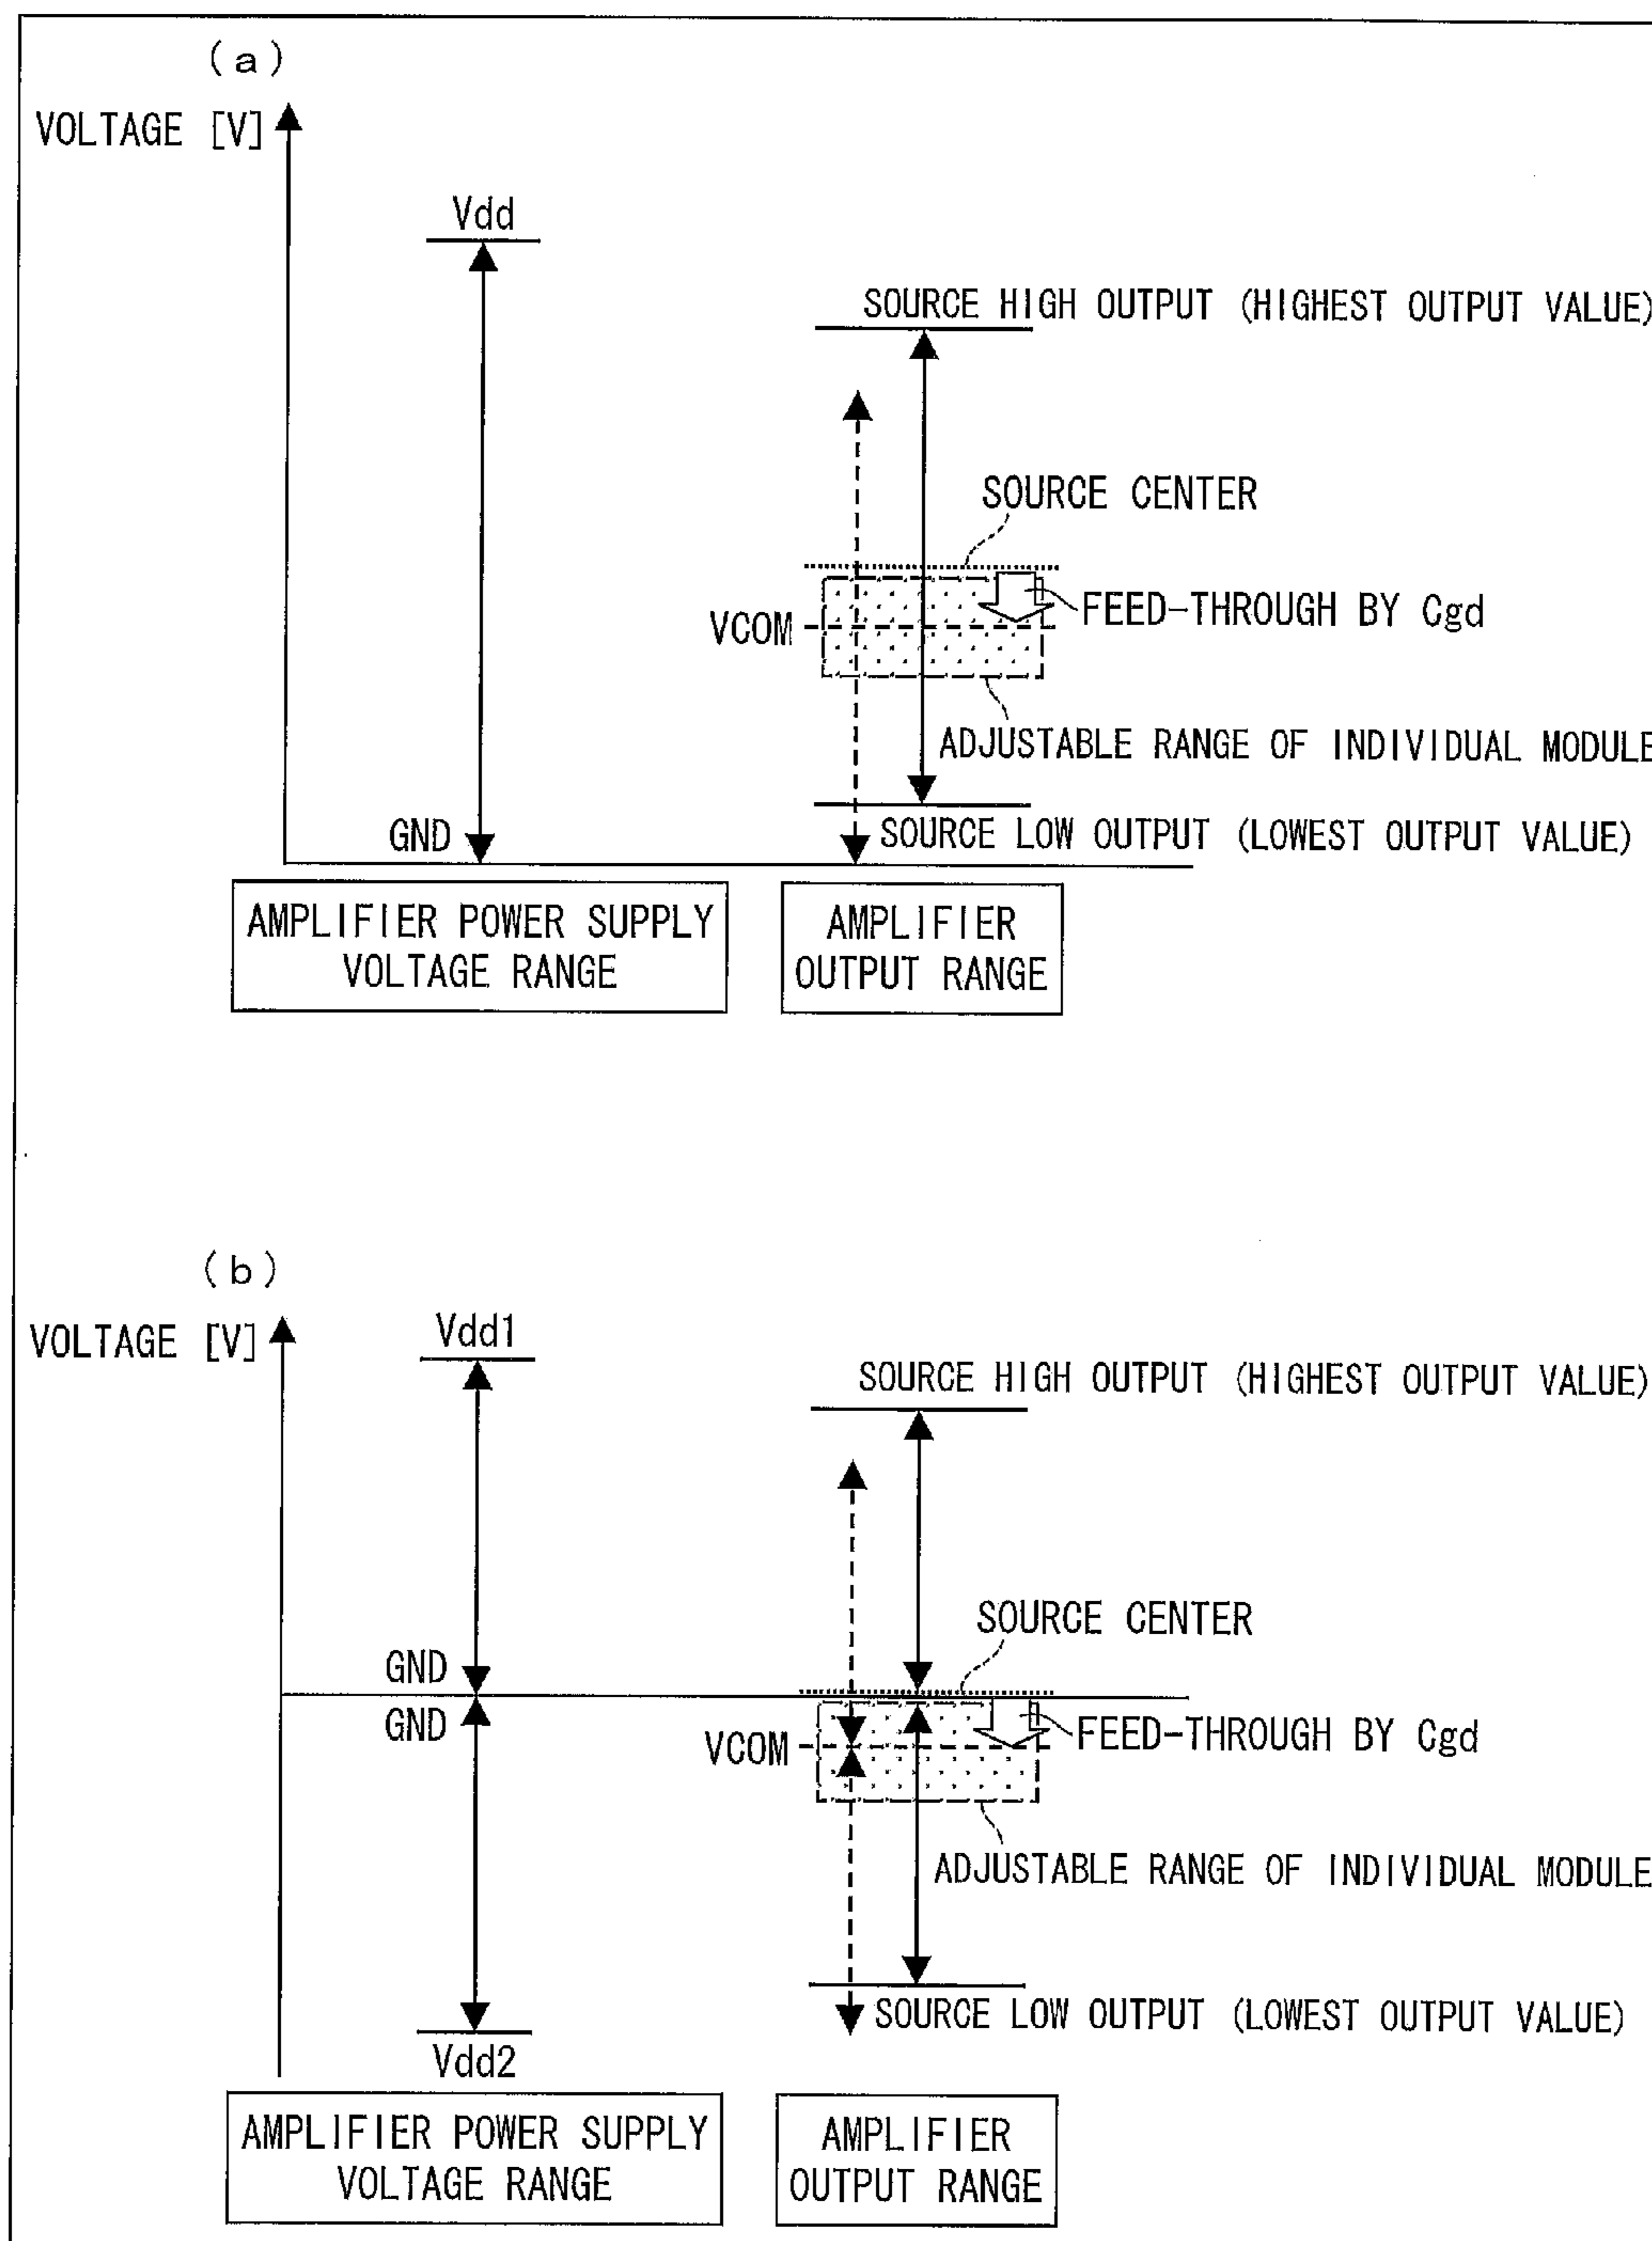 (a)
VOLTAGE [V]
Vdd
SOURCE HIGH OUTPUT (HIGHEST OUTPUT VALUE)
SOURCE CENTER
FEED-THROUGH BY Cgd
VCOM
ADJUSTABLE RANGE OF INDIVIDUAL MODULE
GND
SOURCE LOW OUTPUT (LOWEST OUTPUT VALUE)
AMPLIFIER POWER SUPPLY
VOLTAGE RANGE
AMPLIFIER
OUTPUT RANGE
(b)
VOLTAGE [V]
Vdd1
SOURCE HIGH OUTPUT (HIGHEST OUTPUT VALUE)
SOURCE CENTER
GND
GND
FEED-THROUGH BY Cgd
VCOM
ADJUSTABLE RANGE OF INDIVIDUAL MODULE
SOURCE LOW OUTPUT (LOWEST OUTPUT VALUE)
Vdd2
AMPLIFIER POWER SUPPLY
VOLTAGE RANGE
AMPLIFIER
OUTPUT RANGE